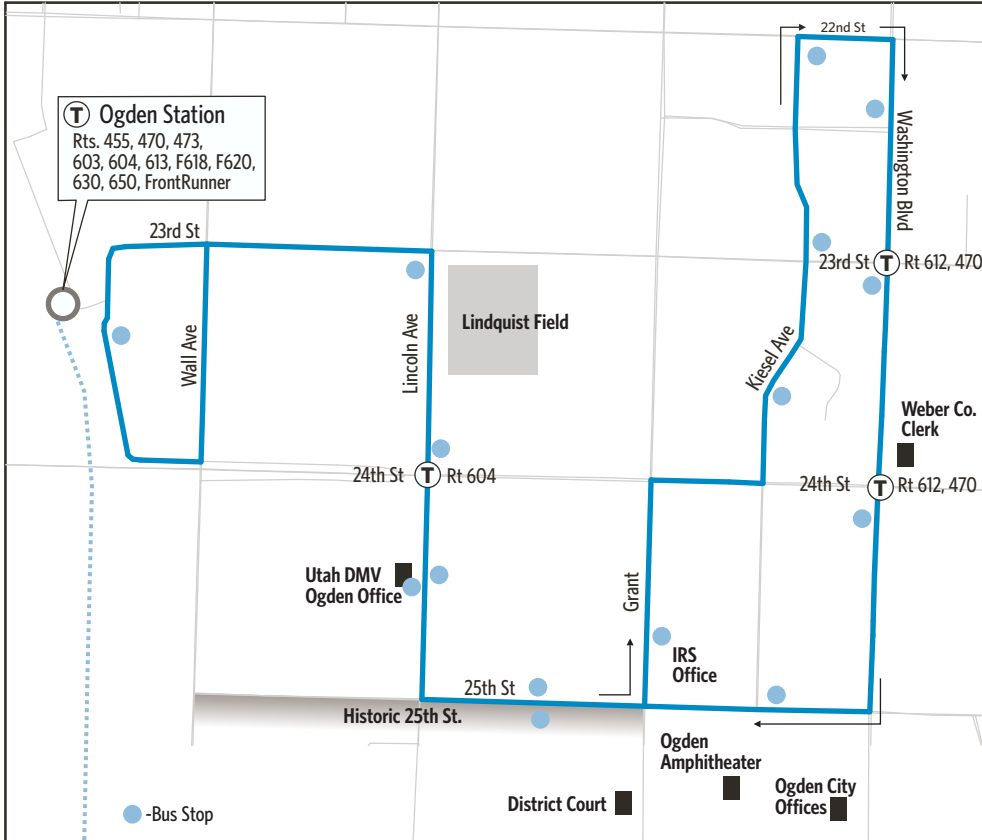 22nd St
T Ogden Station
Rts. 455, 470, 473,
603, 604, 613, F618, F620,
630, 650, FrontRunner
Washington Blvd
23rd St
23rd St T Rt 612, 470
Lindquist Field
Wall Ave
Lincoln Ave
Kiesel Ave
Weber Co.
Clerk
24th St T Rt 604
24th St T Rt 612, 470
Utah DMV
Ogden Office
Grant
IRS
Office
25th St
Historic 25th St.
Ogden
Amphitheater
Ogden City
Offices
District Court
-Bus Stop